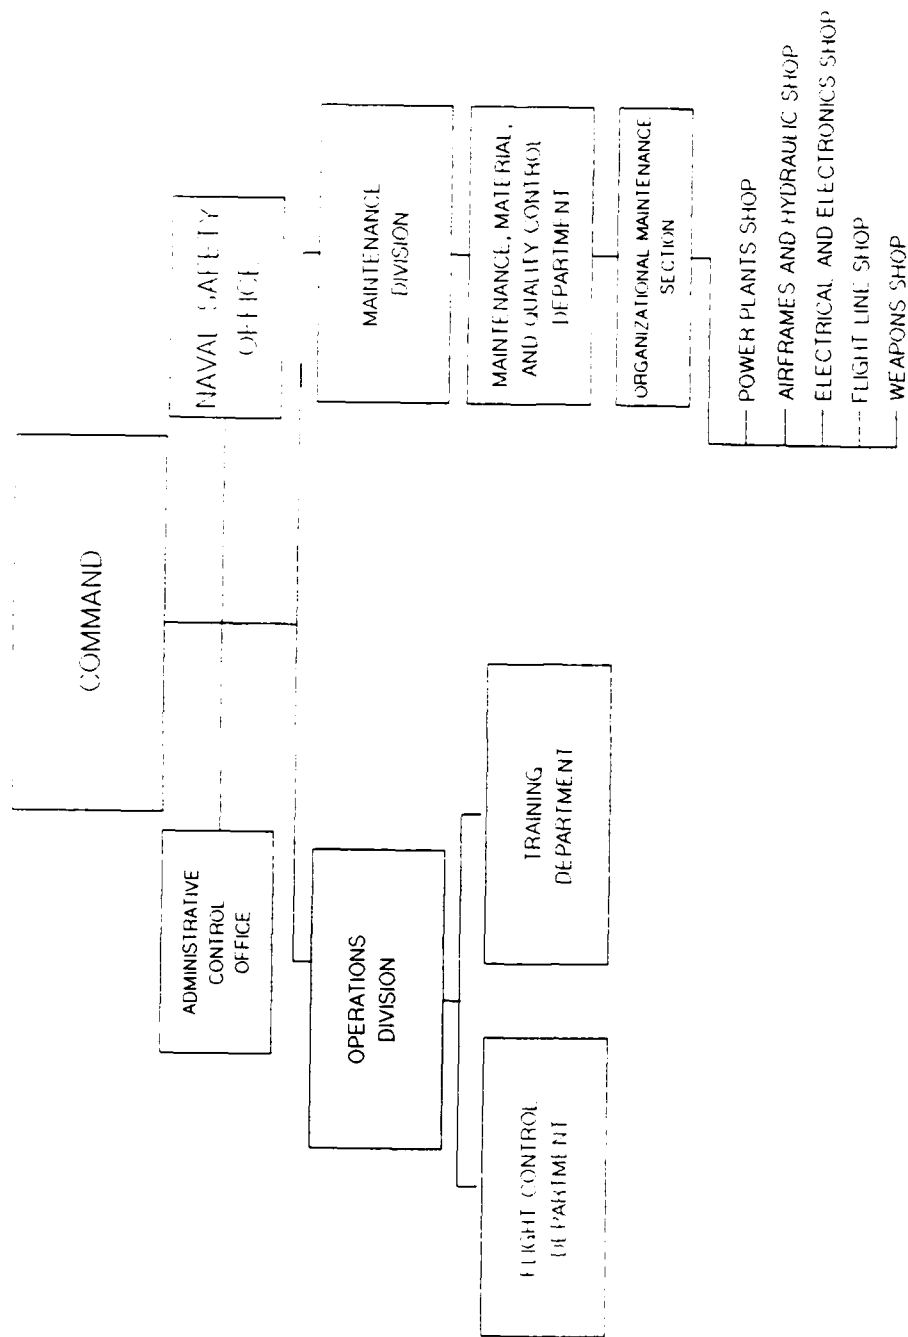 COMMAND
ADMINISTRATIVE
CONTROL
OFFICE
NAVAL SAFETY
OFFICE
OPERATIONS
DIVISION
MAINTENANCE
DIVISION
FLIGHT CONTROL
DEPARTMENT
TRAINING
DEPARTMENT
MAINTENANCE, MATERIAL,
AND QUALITY CONTROL
DEPARTMENT
ORGANIZATIONAL MAINTENANCE
SECTION
POWER PLANTS SHOP
AIRFRAMES AND HYDRAULIC SHOP
ELECTRICAL AND ELECTRONICS SHOP
FLIGHT LINE SHOP
WEAPONS SHOP